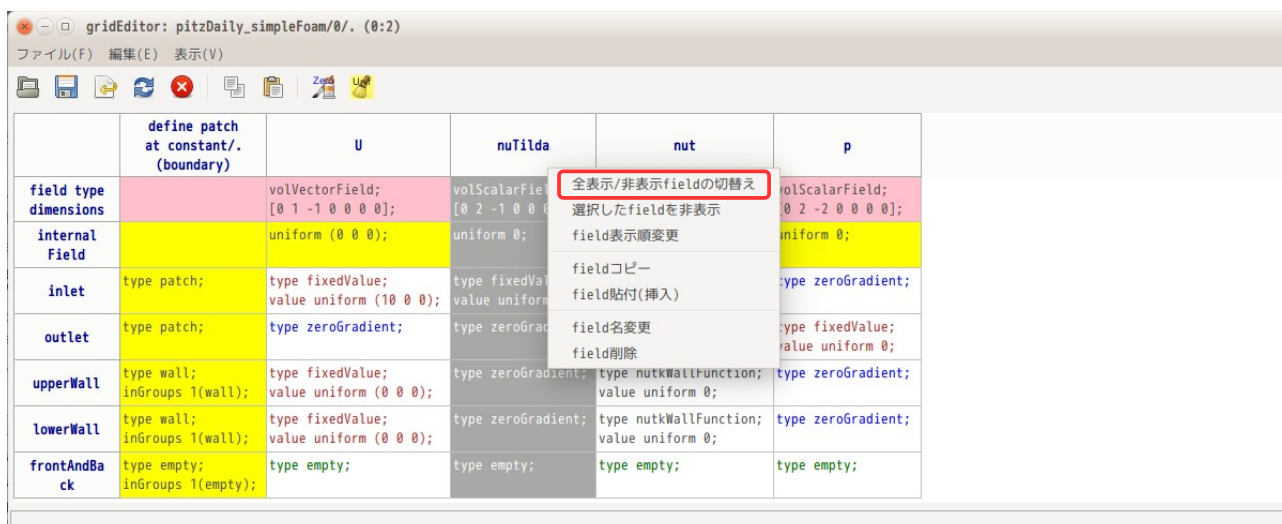 gridEditor: pitzDaily_simpleFoam/0/. (0:2)
ファイル(F) 編集(E) 表示(V)
Zero
U
define patch
at constant/.
(boundary)
U
nuTilda
nut
p
field type
dimensions
volVectorField;
[0 1 -1 0 0 0 0];
volScalarFiel
[0 2 -1 0 0 0
volScalarField;
[0 2 -2 0 0 0 0];
internal
Field
uniform (0 0 0);
uniform 0;
uniform 0;
inlet
type patch;
type fixedValue;
value uniform (10 0 0);
type fixedVal
value uniform
type zeroGradient;
outlet
type patch;
type zeroGradient;
type zeroGrad
type fixedValue;
value uniform 0;
upperWall
type wall;
inGroups 1(wall);
type fixedValue;
value uniform (0 0 0);
type zeroGradient;
type nutkWallFunction;
value uniform 0;
type zeroGradient;
lowerWall
type wall;
inGroups 1(wall);
type fixedValue;
value uniform (0 0 0);
type zeroGradient;
type nutkWallFunction;
value uniform 0;
type zeroGradient;
frontAndBa
ck
type empty;
inGroups 1(empty);
type empty;
type empty;
type empty;
type empty;
全表示/非表示fieldの切替え
選択したfieldを非表示
field表示順変更
fieldコピー
field貼付(挿入)
field名変更
field削除